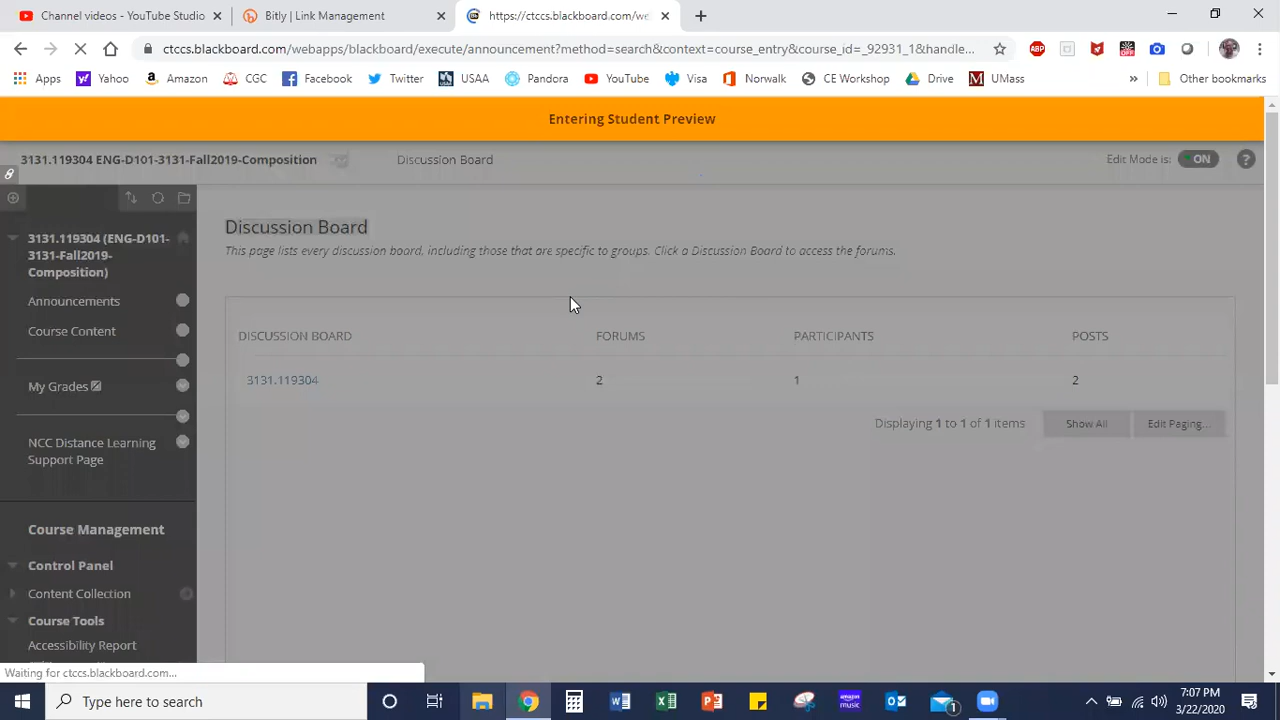 Channel videos - YouTube Studio
Bitly | Link Management
https://ctccs.blackboard.com/we
ctccs.blackboard.com/webapps/blackboard/execute/announcement?method=search&context=course_entry&course_id=_92931_1&handle...
ABP
OFF
Apps
Yahoo
Amazon
CGC
Facebook
Twitter
USAA
Pandora
YouTube
Visa
Norwalk
CE Workshop
Drive
UMass
»
Other bookmarks
Entering Student Preview
3131.119304 ENG-D101-3131-Fall2019-Composition
Discussion Board
Edit Mode is:
ON
?
3131.119304 (ENG-D101-
3131-Fall2019-
Composition)
Announcements
Course Content
My Grades
NCC Distance Learning
Support Page
Course Management
Control Panel
Content Collection
Course Tools
Accessibility Report
Discussion Board
This page lists every discussion board, including those that are specific to groups. Click a Discussion Board to access the forums.
DISCUSSION BOARD
FORUMS
PARTICIPANTS
POSTS
3131.119304
2
1
2
Displaying 1 to 1 of 1 items
Show All
Edit Paging...
Waiting for ctccs.blackboard.com...
Type here to search
music
1
7:07 PM
3/22/2020